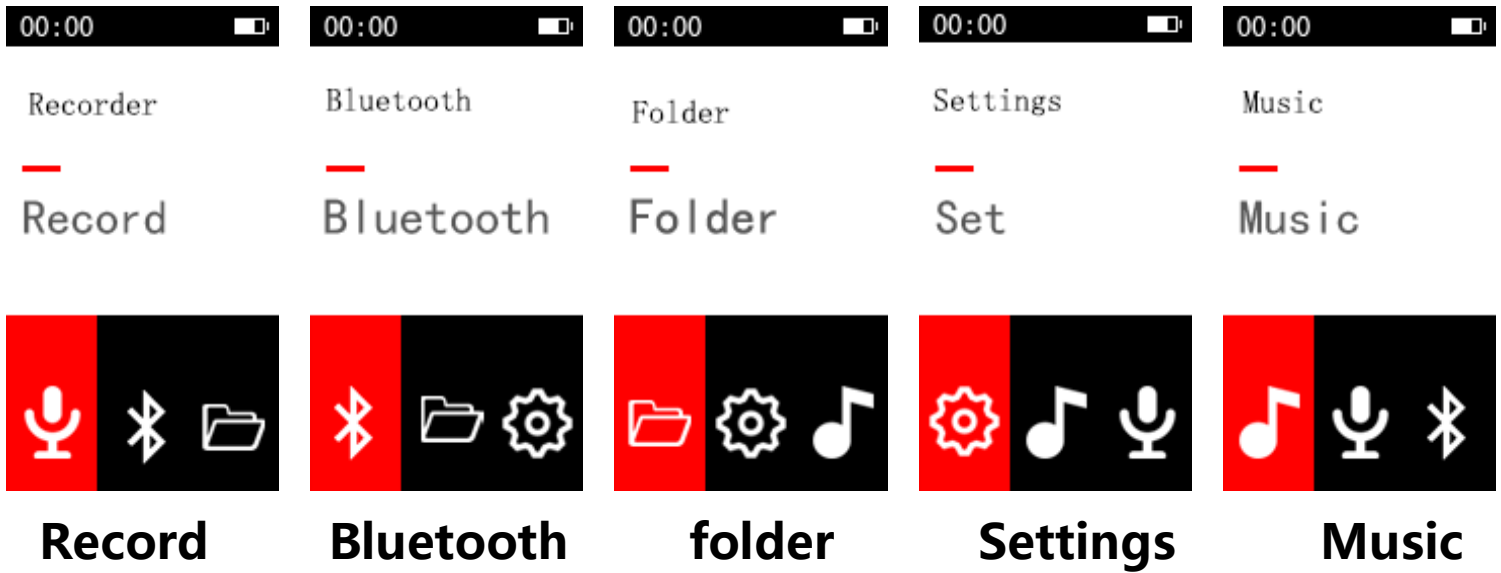 00:00 00:00 00:00 00:00 00:00
Recorder Bluetooth Folder Settings Music
Record Bluetooth Folder Set Music
Record Bluetooth folder Settings Music